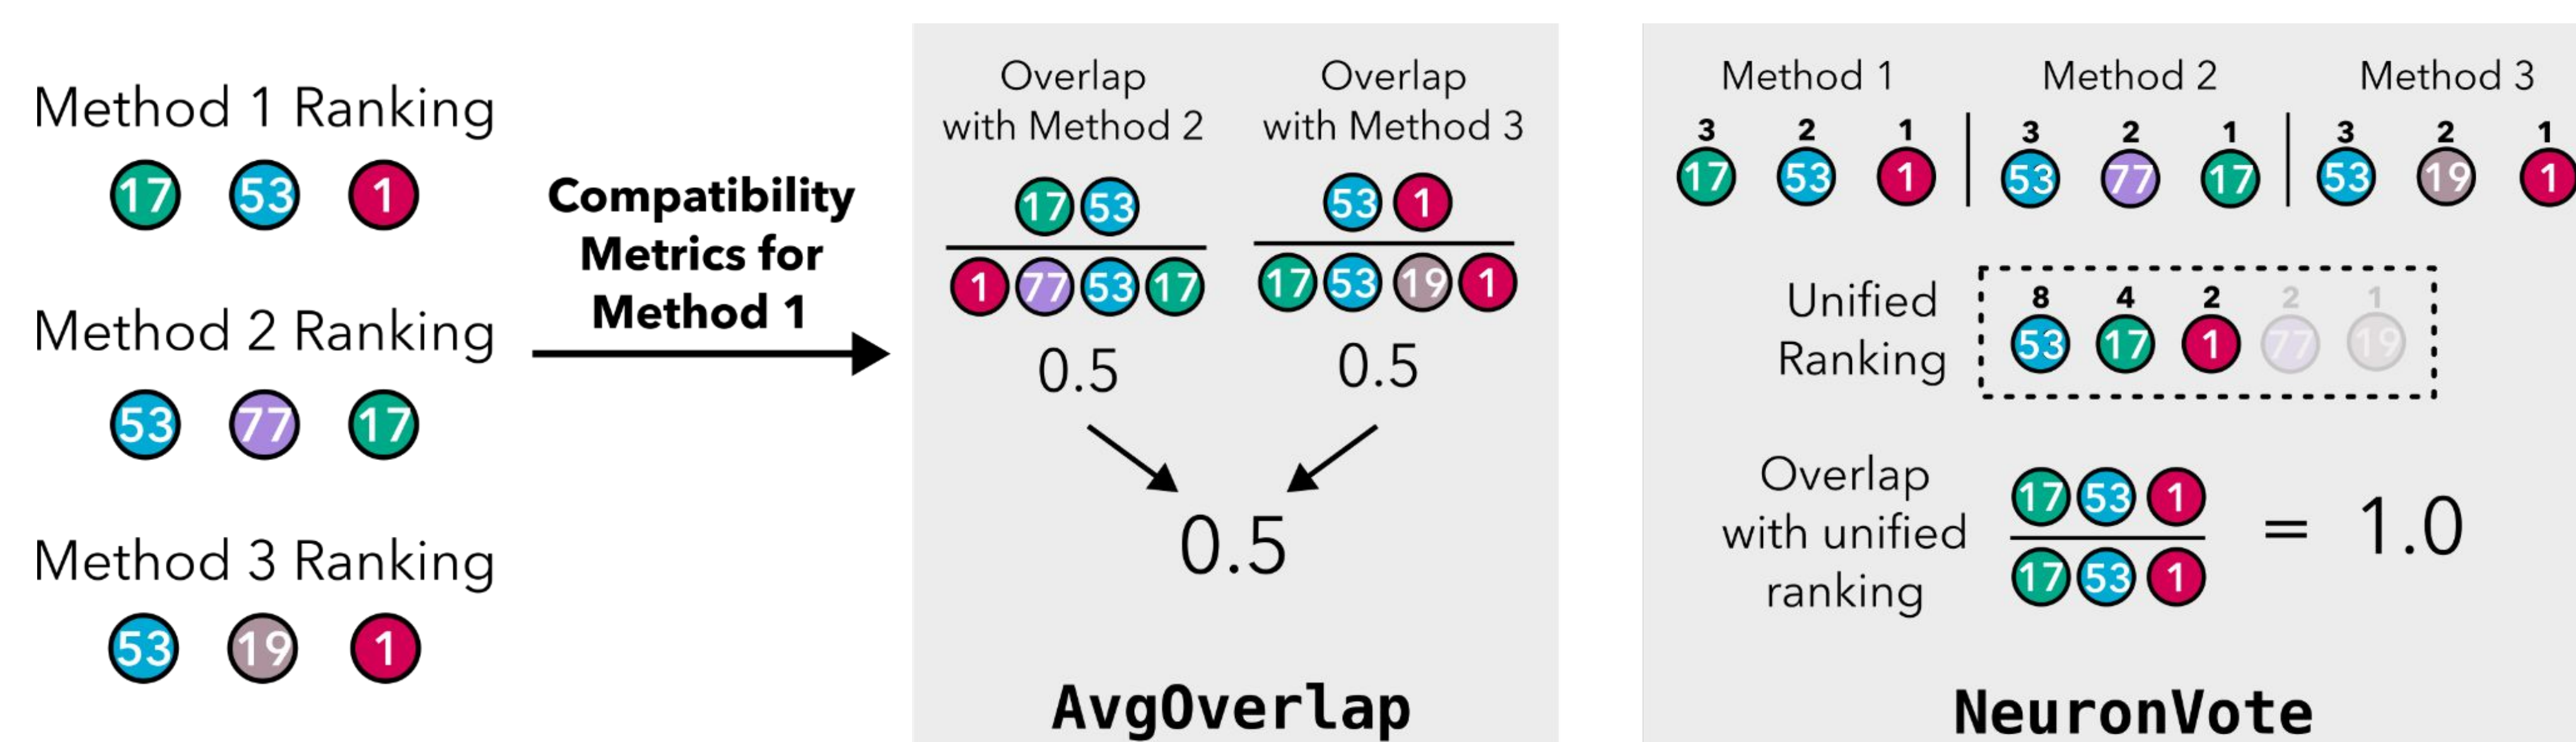 Method 1 Ranking
17 53 1
Method 2 Ranking
53 77 17
Method 3 Ranking
53 19 1
Compatibility
Metrics for
Method 1
Overlap
with Method 2
17 53
1 77 53 17
0.5
Overlap
with Method 3
53 1
17 53 19 1
0.5
0.5
AvgOverlap
Method 1 Method 2 Method 3
3 2 1 3 2 1 3 2 1
17 53 1 53 77 17 53 19 1
Unified
Ranking
8 4 2 2 1
53 17 1 77 19
Overlap
with unified
ranking
17 53 1
17 53 1
= 1.0
NeuronVote